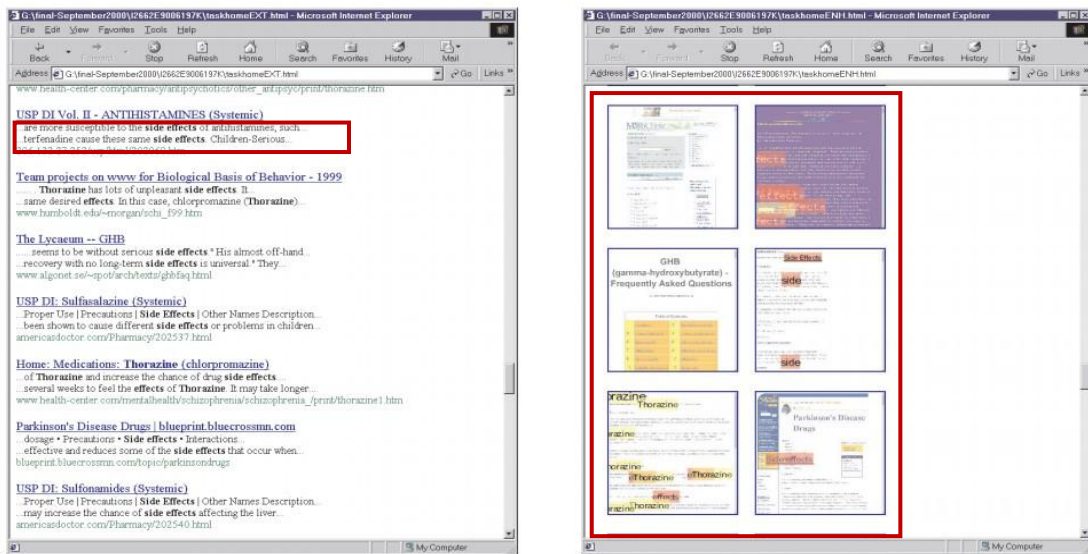 G:\final-September2000\I2662E9006197K\taskhomeEXT.html - Microsoft Internet Explorer
File Edit View Favorites Tools Help
Back Forward Stop Refresh Home Search Favorites History Mail
Address G:\final-September2000\I2662E9006197K\taskhomeEXT.html Go Links
www.health-center.com/pharmacy/antipsychotics/other_antipsyc/print/thorazine.htm
USP DI Vol. II - ANTIHISTAMINES (Systemic)
...are more susceptible to the side effects of antihistamines, such...
...terfenadine cause these same side effects. Children-Serious...
Team projects on www for Biological Basis of Behavior - 1999
...... Thorazine has lots of unpleasant side effects. It...
...same desired effects. In this case, chlorpromazine (Thorazine)...
www.humboldt.edu/~morgan/schi_f99.htm
The Lycaeum -- GHB
... ...seems to be without serious side effects." His almost off-hand...
...recovery with no long-term side effects is universal." They...
www.algonet.se/~spot/arch/texts/ghbfaq.html
USP DI: Sulfasalazine (Systemic)
...Proper Use | Precautions | Side Effects | Other Names Description...
...been shown to cause different side effects or problems in children...
americasdoctor.com/Pharmacy/202537.html
Home: Medications: Thorazine (chlorpromazine)
...of Thorazine and increase the chance of drug side effects....
...several weeks to feel the effects of Thorazine. It may take longer...
www.health-center.com/mentalhealth/schizophrenia/schizophrenia_/print/thorazine1.htm
Parkinson's Disease Drugs | blueprint.bluecrossmn.com
...dosage • Precautions • Side effects • Interactions...
...effective and reduces some of the side effects that occur when...
blueprint.bluecrossmn.com/topic/parkinsondrugs
USP DI: Sulfonamides (Systemic)
...Proper Use | Precautions | Side Effects | Other Names Description...
...may increase the chance of side effects affecting the liver...
americasdoctor.com/Pharmacy/202540.html
My Computer
G:\final-September2000\I2662E9006197K\taskhomeENH.html - Microsoft Internet Explorer
File Edit View Favorites Tools Help
Back Forward Stop Refresh Home Search Favorites History Mail
Address G:\final-September2000\I2662E9006197K\taskhomeENH.html Go Links
effects
effects
GHB
(gamma-hydroxybutyrate) -
Frequently Asked Questions
Side Effects
side
side
Thorazine
Thorazine
Thorazine
effects
Thorazine
Parkinson's Disease
Drugs
Side effects
My Computer